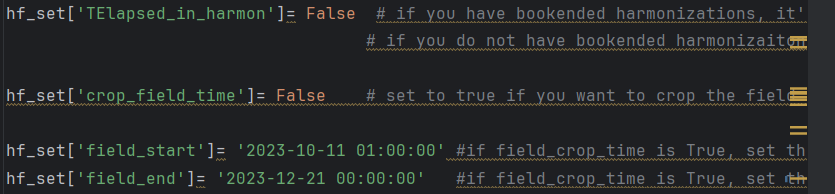 hf_set['TElapsed_in_harmon']= False # if you have bookended harmonizations, it'
# if you do not have bookended harmonizaiton
hf_set['crop_field_time']= False # set to true if you want to crop the field
hf_set['field_start']= '2023-10-11 01:00:00' #if field_crop_time is True, set th
hf_set['field_end']= '2023-12-21 00:00:00' #if field_crop_time is True, set th